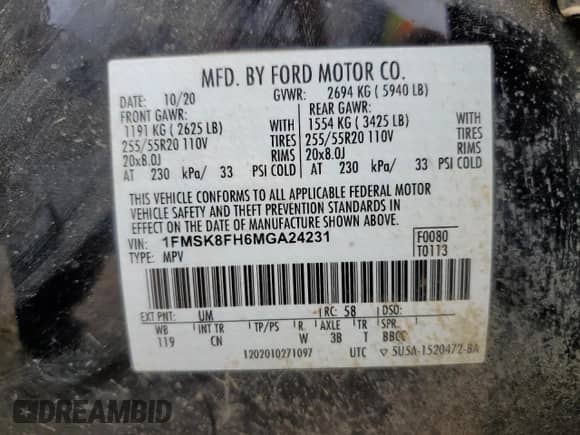 MFD. BY FORD MOTOR CO.
DATE: 10/20 GVWR: 2694 KG ( 5940 LB)
FRONT GAWR: REAR GAWR:
1191 KG ( 2625 LB) WITH 1554 KG ( 3425 LB) WITH
255/55R20 110V TIRES 255/55R20 110V TIRES
20x8.0J RIMS 20x8.0J RIMS
AT 230 kPa/ 33 PSI COLD AT 230 kPa/ 33 PSI COLD
THIS VEHICLE CONFORMS TO ALL APPLICABLE FEDERAL MOTOR
VEHICLE SAFETY AND THEFT PREVENTION STANDARDS IN
EFFECT ON THE DATE OF MANUFACTURE SHOWN ABOVE.
VIN: 1FMSK8FH6MGA24231 F0080
TYPE: MPV T0113
EXT PNT: UM RC: 58 DSO:
WB INT TR TP/PS R. AXLE TR SPR.
119 CN W 3B T BBCC
1202010271097 UTC ▽ 5U5A-1520472-BA
DREAMBID